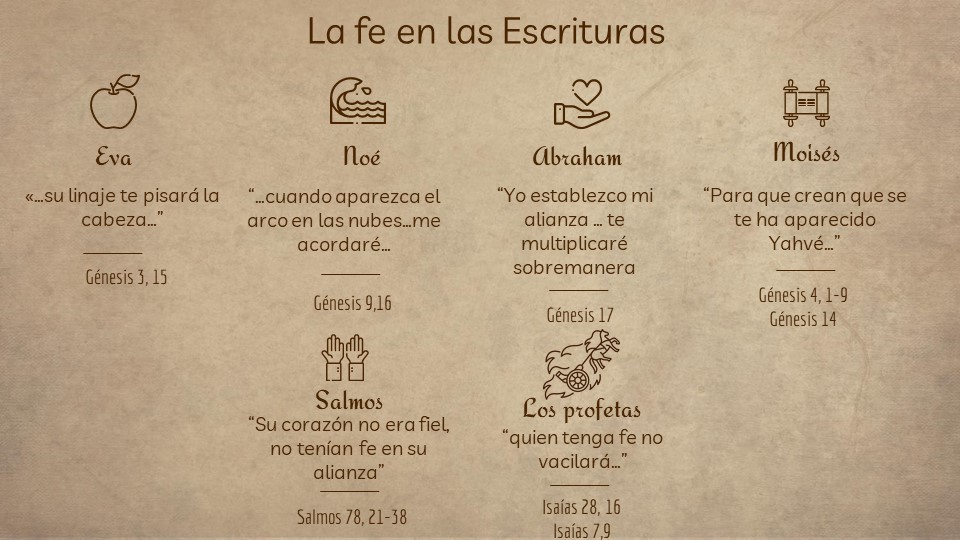 La fe en las Escrituras
Eva
«...su linaje te pisará la
cabeza...”
Génesis 3, 15
Noé
“...cuando aparezca el
arco en las nubes...me
acordaré...
Génesis 9,16
Abraham
“Yo establezco mi
alianza ... te
multiplicaré
sobremanera
Génesis 17
Moisés
“Para que crean que se
te ha aparecido
Yahvé...”
Génesis 4, 1-9
Génesis 14
Salmos
“Su corazón no era fiel,
no tenían fe en su
alianza”
Salmos 78, 21-38
Los profetas
“quien tenga fe no
vacilará...”
Isaías 28, 16
Isaías 7,9